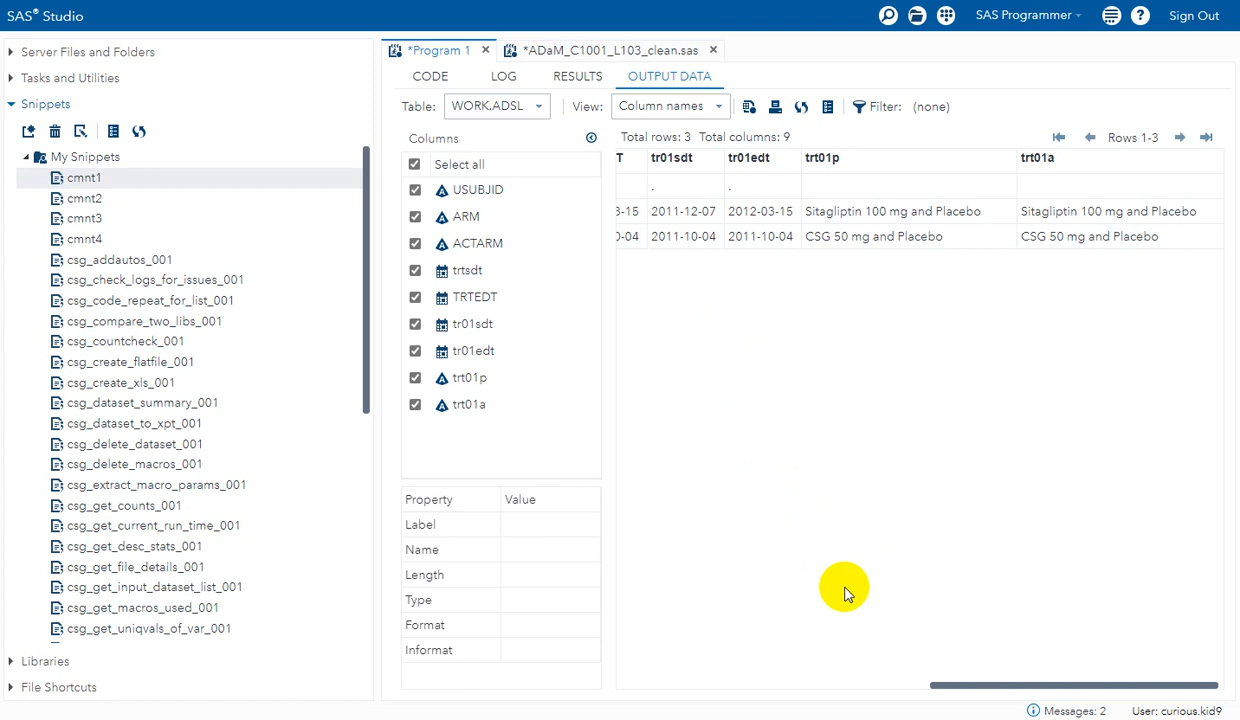 SAS® Studio
SAS Programmer
Sign Out
Server Files and Folders
Tasks and Utilities
Snippets
My Snippets
cmnt1
cmnt2
cmnt3
cmnt4
csg_addautos_001
csg_check_logs_for_issues_001
csg_code_repeat_for_list_001
csg_compare_two_libs_001
csg_countcheck_001
csg_create_flatfile_001
csg_create_xls_001
csg_dataset_summary_001
csg_dataset_to_xpt_001
csg_delete_dataset_001
csg_delete_macros_001
csg_extract_macro_params_001
csg_get_counts_001
csg_get_current_run_time_001
csg_get_desc_stats_001
csg_get_file_details_001
csg_get_input_dataset_list_001
csg_get_macros_used_001
csg_get_uniqvals_of_var_001
Libraries
File Shortcuts
*Program 1
*ADaM_C1001_L103_clean.sas
CODE LOG RESULTS OUTPUT DATA
Table: WORK.ADSL View: Column names Filter: (none)
Columns
Select all
USUBJID
ARM
ACTARM
trtsdt
TRTEDT
tr01sdt
tr01edt
trt01p
trt01a
Property Value
Label
Name
Length
Type
Format
Informat
Total rows: 3 Total columns: 9 Rows 1-3
T tr01sdt tr01edt trt01p trt01a
. .
3-15 2011-12-07 2012-03-15 Sitagliptin 100 mg and Placebo Sitagliptin 100 mg and Placebo
0-04 2011-10-04 2011-10-04 CSG 50 mg and Placebo CSG 50 mg and Placebo
Messages: 2 User: curious.kid9